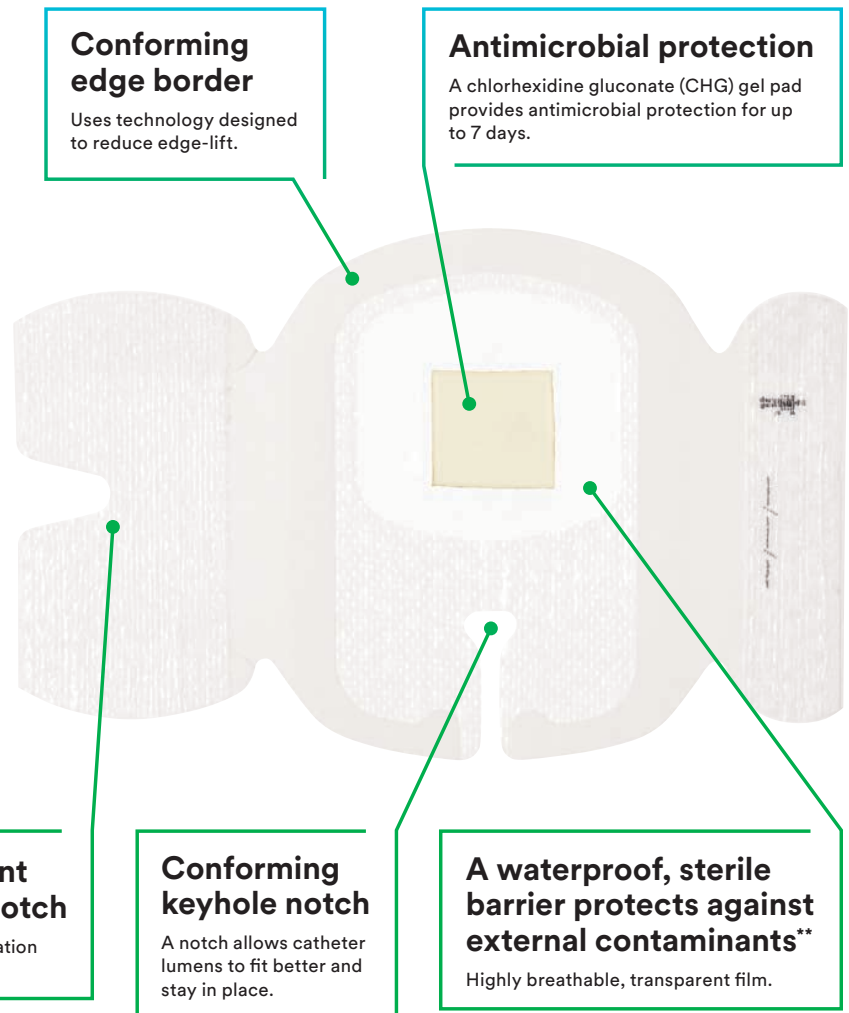 Conforming
edge border
Uses technology designed
to reduce edge-lift.
Antimicrobial protection
A chlorhexidine gluconate (CHG) gel pad
provides antimicrobial protection for up
to 7 days.
nt
otch
ation
Conforming
keyhole notch
A notch allows catheter
lumens to fit better and
stay in place.
A waterproof, sterile
barrier protects against
external contaminants**
Highly breathable, transparent film.